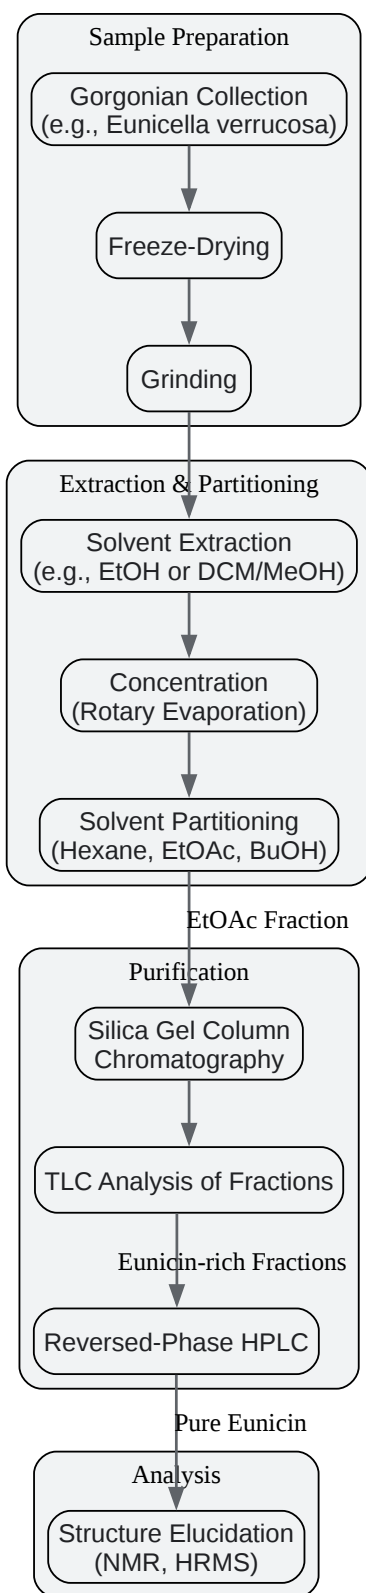 Sample Preparation
Gorgonian Collection
(e.g., Eunicella verrucosa)
Freeze-Drying
Grinding
Extraction & Partitioning
Solvent Extraction
(e.g., EtOH or DCM/MeOH)
Concentration
(Rotary Evaporation)
Solvent Partitioning
(Hexane, EtOAc, BuOH)
EtOAc Fraction
Purification
Silica Gel Column
Chromatography
TLC Analysis of Fractions
Eunicin-rich Fractions
Reversed-Phase HPLC
Pure Eunicin
Analysis
Structure Elucidation
(NMR, HRMS)